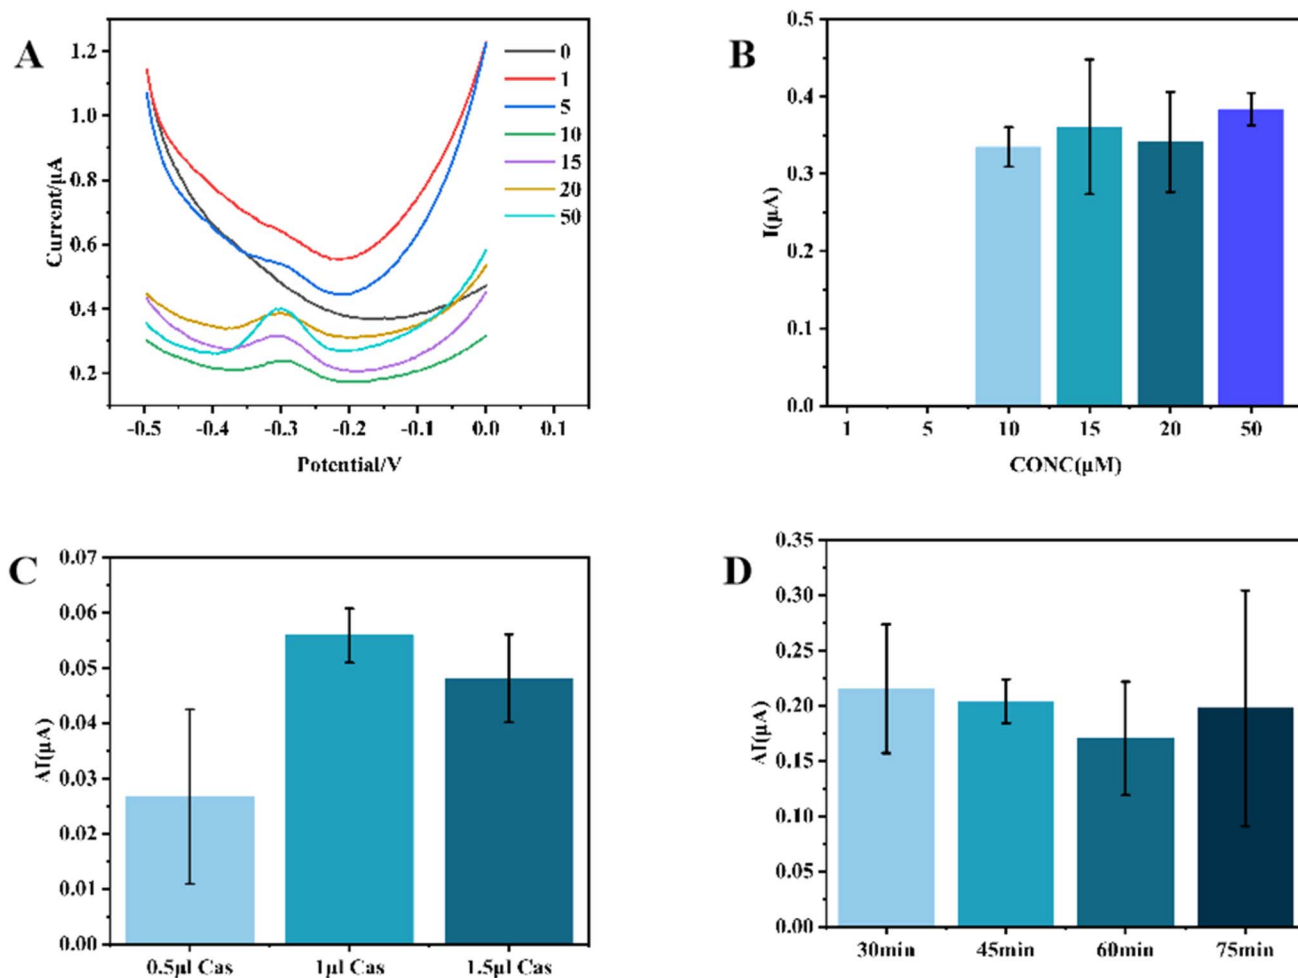 A
1.2
1.0
0.8
0.6
0.4
0.2
Current/μA
-0.5 -0.4 -0.3 -0.2 -0.1 0.0 0.1
Potential/V
0
1
5
10
15
20
50
B
0.5
0.4
0.3
0.2
0.1
0.0
I(μA)
1 5 10 15 20 50
CONC(μM)
C
0.07
0.06
0.05
0.04
0.03
0.02
0.01
0.00
AI(μA)
0.5μl Cas 1μl Cas 1.5μl Cas
D
0.35
0.30
0.25
0.20
0.15
0.10
0.05
0.00
AI(μA)
30min 45min 60min 75min